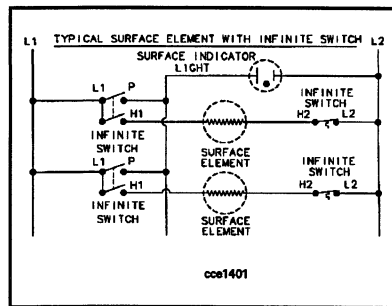 TYPICAL SURFACE ELEMENT WITH INFINITE SWITCH
L1
L2
SURFACE INDICATOR
LIGHT
L1
P
H1
INFINITE
SWITCH
SURFACE
ELEMENT
INFINITE
SWITCH
H2
L2
L1
P
H1
INFINITE
SWITCH
SURFACE
ELEMENT
INFINITE
SWITCH
H2
L2
cce1401